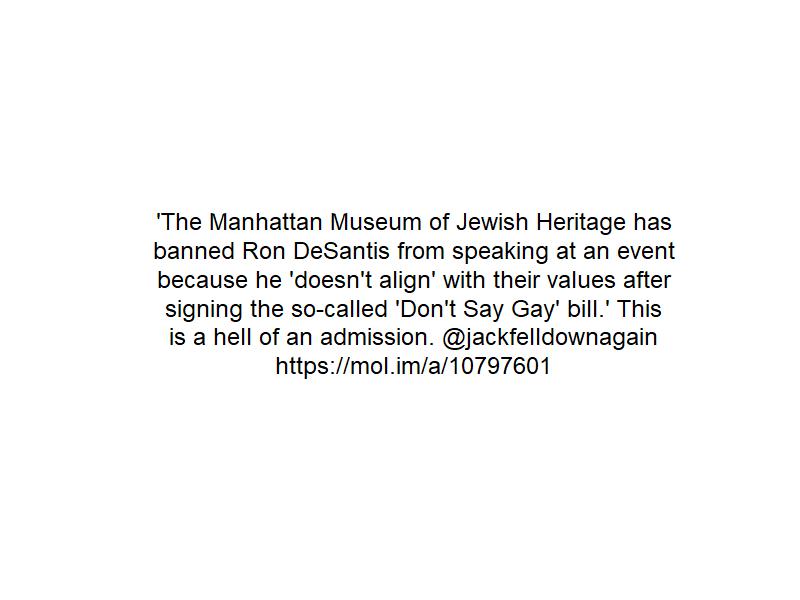 'The Manhattan Museum of Jewish Heritage has
banned Ron DeSantis from speaking at an event
because he 'doesn't align' with their values after
signing the so-called 'Don't Say Gay' bill.' This
is a hell of an admission. @jackfelldownagain
https://mol.im/a/10797601